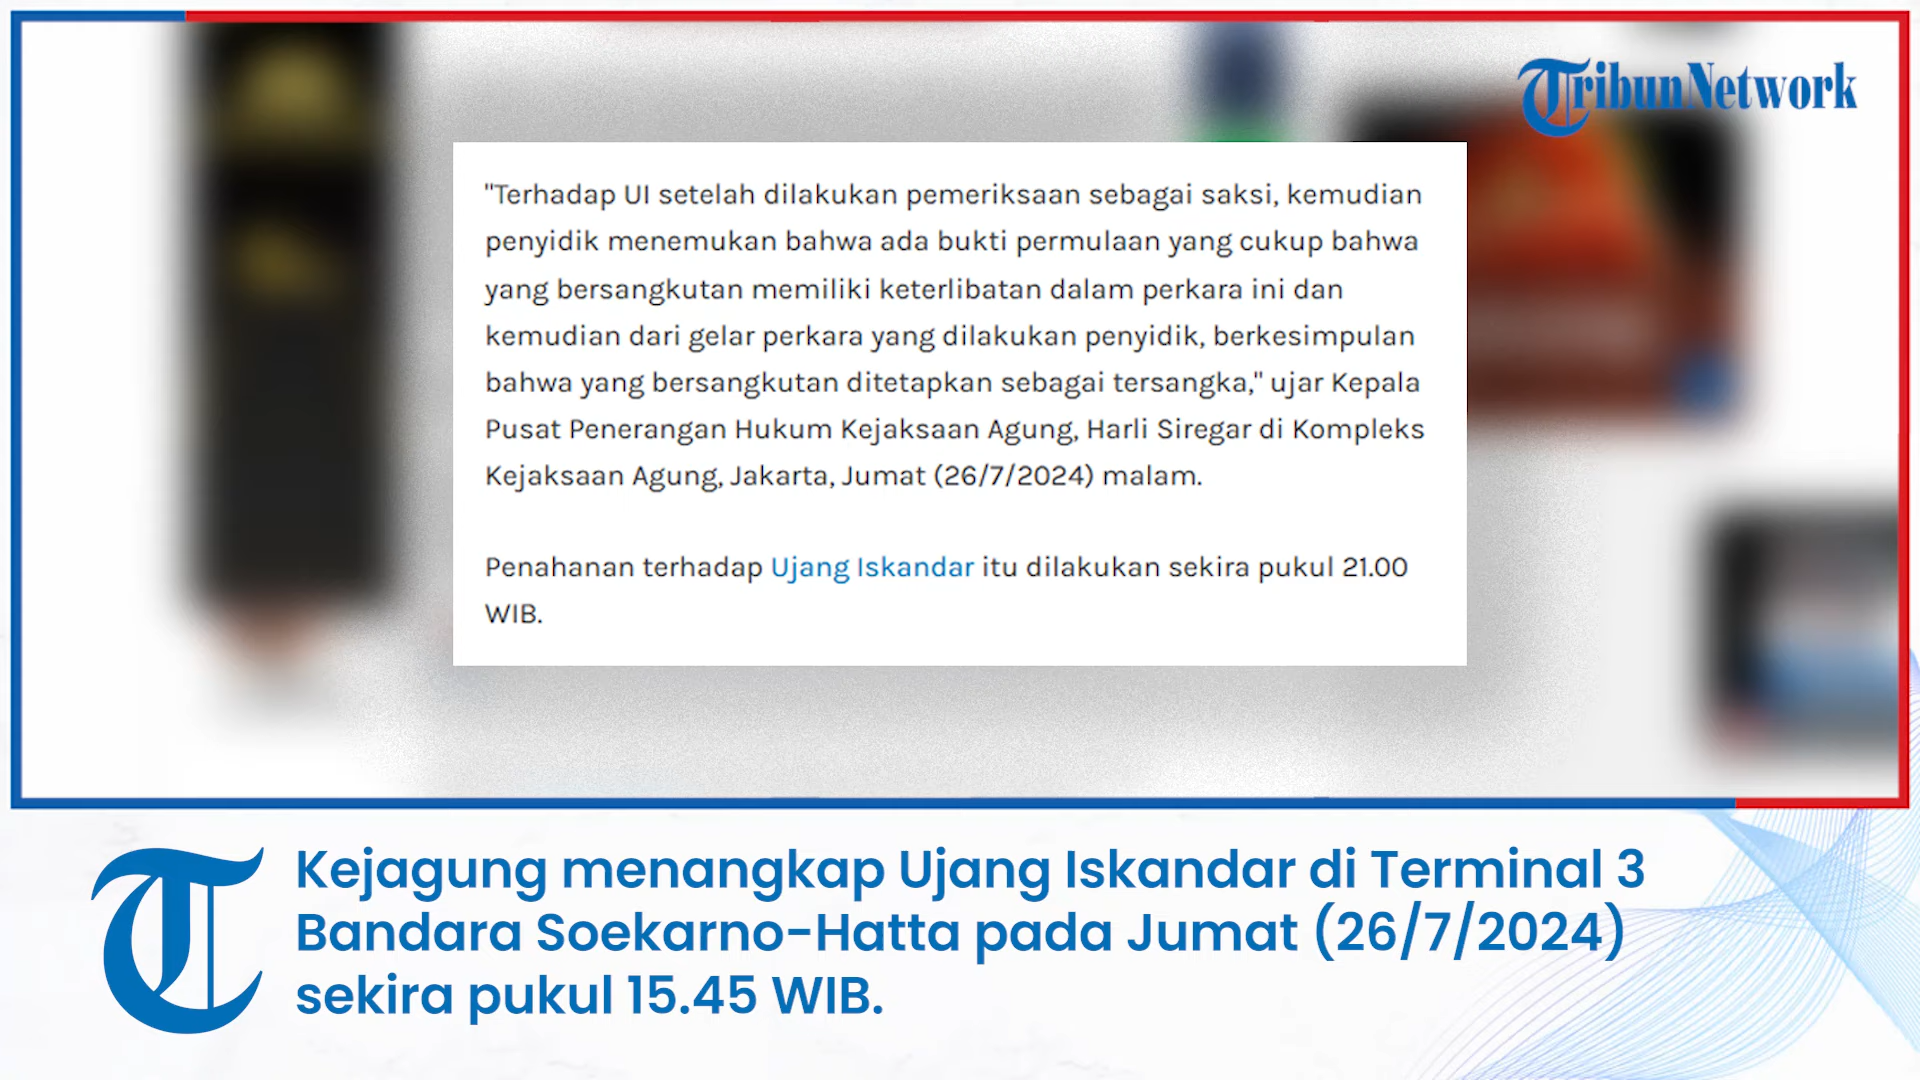 TribunNetwork
"Terhadap UI setelah dilakukan pemeriksaan sebagai saksi, kemudian
penyidik menemukan bahwa ada bukti permulaan yang cukup bahwa
yang bersangkutan memiliki keterlibatan dalam perkara ini dan
kemudian dari gelar perkara yang dilakukan penyidik, berkesimpulan
bahwa yang bersangkutan ditetapkan sebagai tersangka," ujar Kepala
Pusat Penerangan Hukum Kejaksaan Agung, Harli Siregar di Kompleks
Kejaksaan Agung, Jakarta, Jumat (26/7/2024) malam.
Penahanan terhadap Ujang Iskandar itu dilakukan sekira pukul 21.00
WIB.
T
Kejagung menangkap Ujang Iskandar di Terminal 3
Bandara Soekarno-Hatta pada Jumat (26/7/2024)
sekira pukul 15.45 WIB.